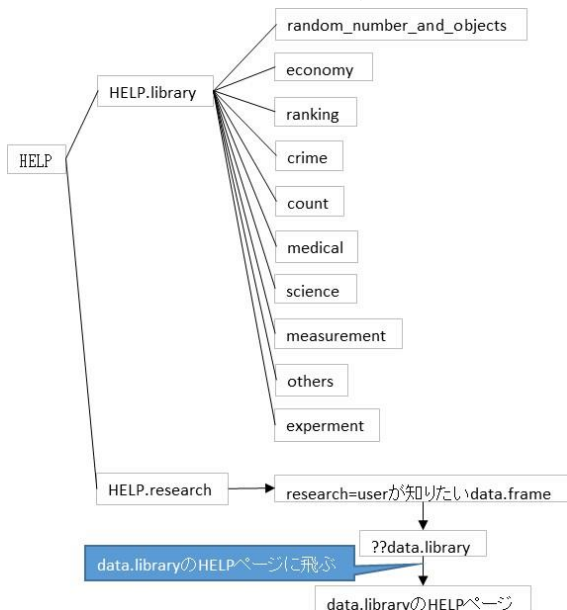 random_number_and_objects
economy
HELP.library
ranking
crime
HELP
count
medical
science
measurement
others
experment
HELP.research
research=userが知りたいdata.frame
??data.library
data.libraryのHELPページに飛ぶ
data.libraryのHELPページ